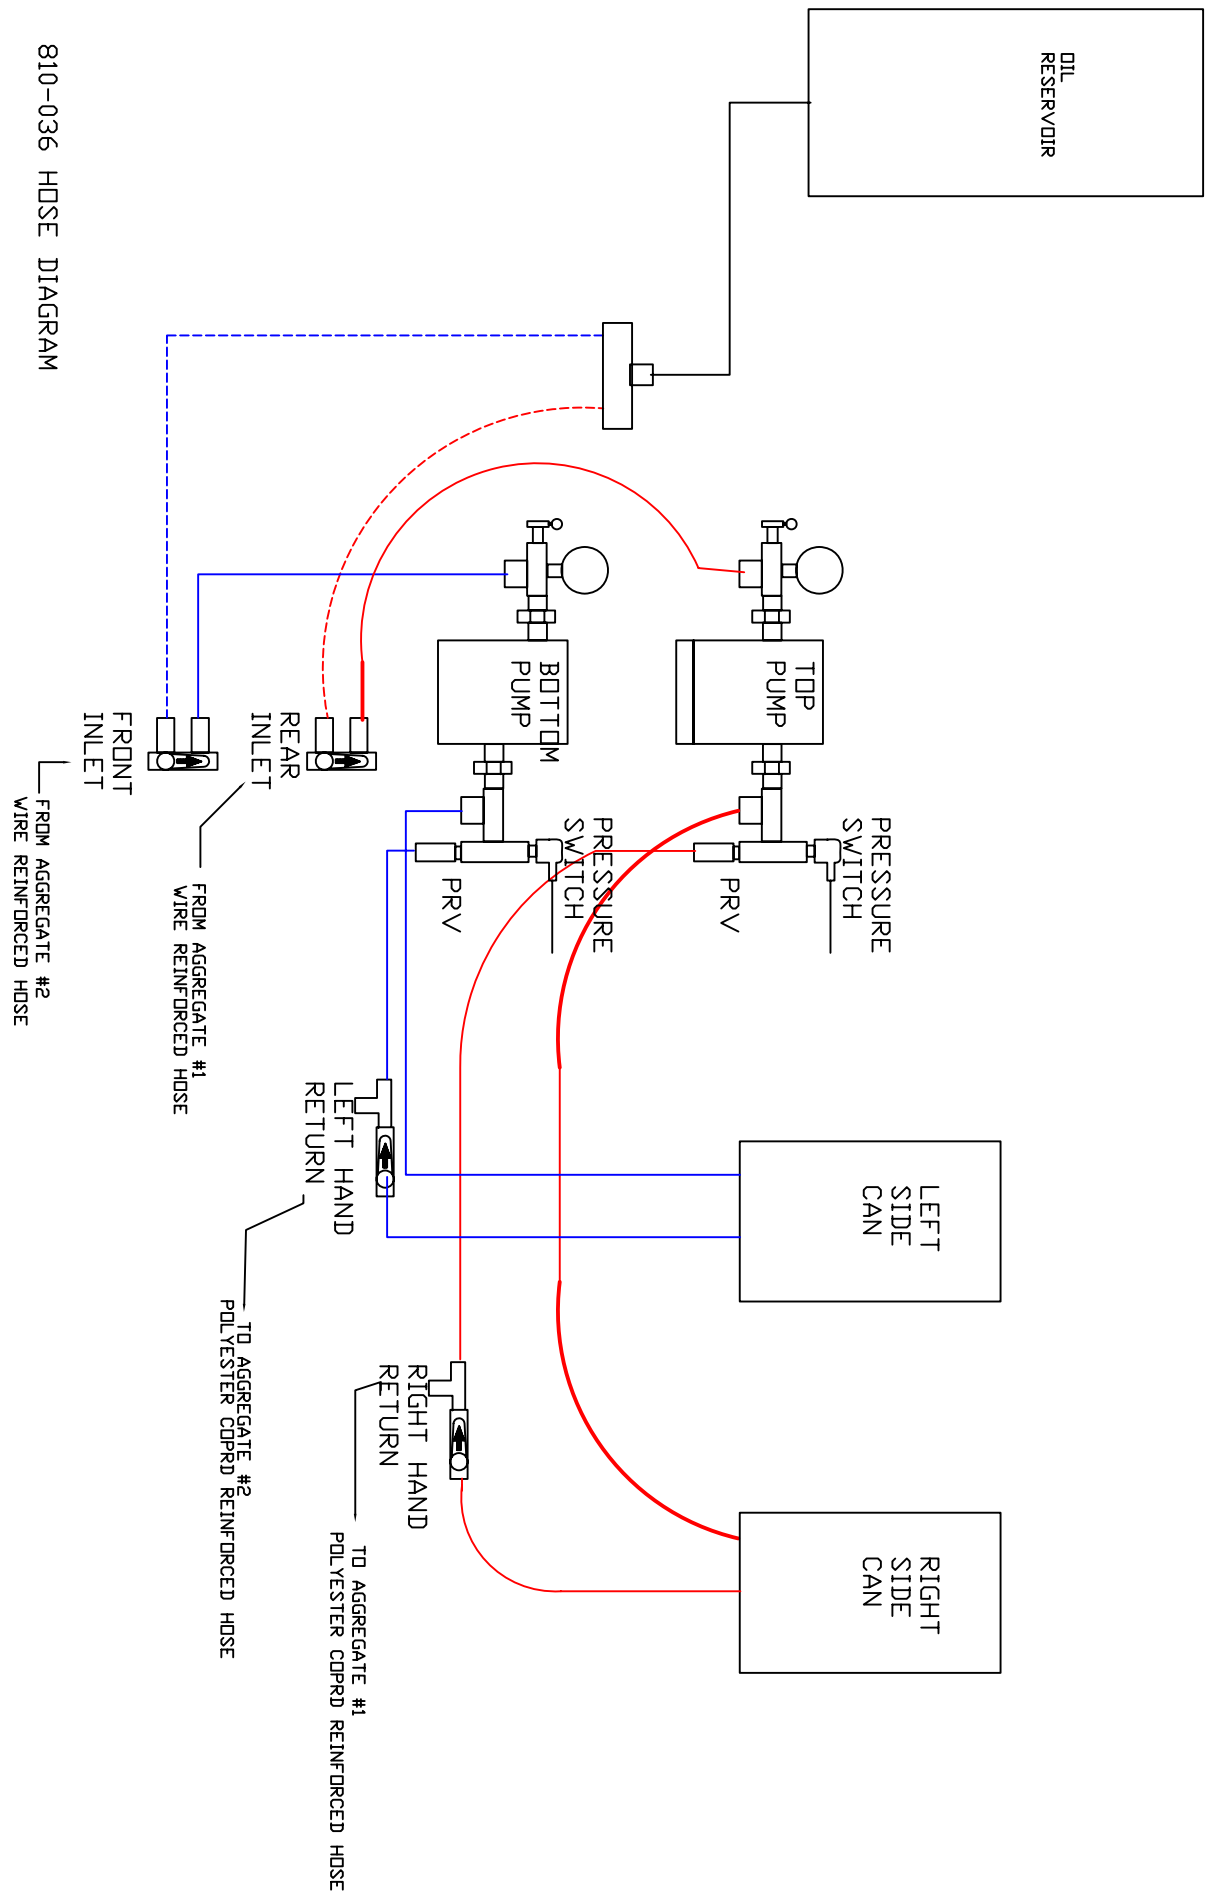 OIL
RESERVOIR
810-036 HOSE DIAGRAM
TOP
PUMP
BOTTOM
PUMP
REAR
INLET
FRONT
INLET
PRESSURE
SWITCH
PRV
PRESSURE
SWITCH
PRV
FROM AGGREGATE #1
WIRE REINFORCED HOSE
FROM AGGREGATE #2
WIRE REINFORCED HOSE
LEFT
SIDE
CAN
LEFT HAND
RETURN
TO AGGREGATE #2
POLYESTER COPRD REINFORCED HOSE
RIGHT
SIDE
CAN
RIGHT HAND
RETURN
TO AGGREGATE #1
POLYESTER COPRD REINFORCED HOSE